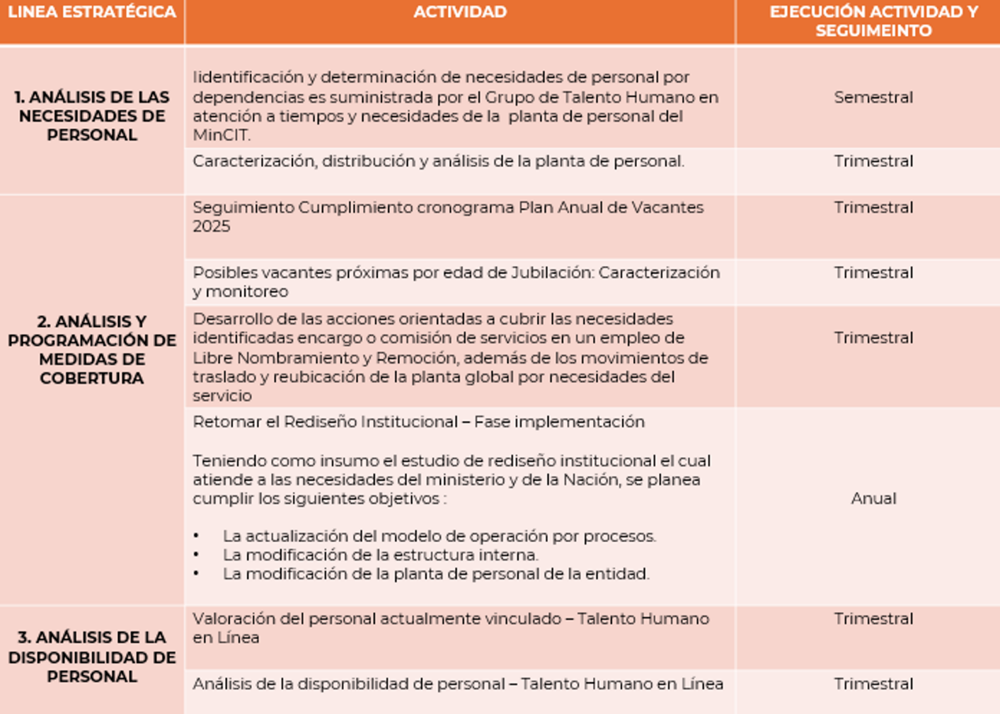 LINEA ESTRATÉGICA
ACTIVIDAD
EJECUCIÓN ACTIVIDAD Y
SEGUIMEINTO
1. ANÁLISIS DE LAS
NECESIDADES DE
PERSONAL
Iidentificación y determinación de necesidades de personal por
dependencias es suministrada por el Grupo de Talento Humano en
atención a tiempos y necesidades de la planta de personal del
MinCIT.
Semestral
Caracterización, distribución y análisis de la planta de personal.
Trimestral
2. ANÁLISIS Y
PROGRAMACIÓN DE
MEDIDAS DE
COBERTURA
Seguimiento Cumplimiento cronograma Plan Anual de Vacantes
2025
Trimestral
Posibles vacantes próximas por edad de Jubilación: Caracterización
y monitoreo
Trimestral
Desarrollo de las acciones orientadas a cubrir las necesidades
identificadas encargo o comisión de servicios en un empleo de
Libre Nombramiento y Remoción, además de los movimientos de
traslado y reubicación de la planta global por necesidades del
servicio
Trimestral
Retomar el Rediseño Institucional – Fase implementación
Teniendo como insumo el estudio de rediseño institucional el cual
atiende a las necesidades del ministerio y de la Nación, se planea
cumplir los siguientes objetivos :
• La actualización del modelo de operación por procesos.
• La modificación de la estructura interna.
• La modificación de la planta de personal de la entidad.
Anual
3. ANÁLISIS DE LA
DISPONIBILIDAD DE
PERSONAL
Valoración del personal actualmente vinculado – Talento Humano
en Línea
Trimestral
Análisis de la disponibilidad de personal – Talento Humano en Línea
Trimestral